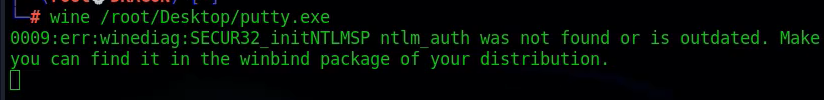 └─# wine /root/Desktop/putty.exe
0009:err:winediag:SECUR32_initNTLMSP ntlm_auth was not found or is outdated. Make
you can find it in the winbind package of your distribution.